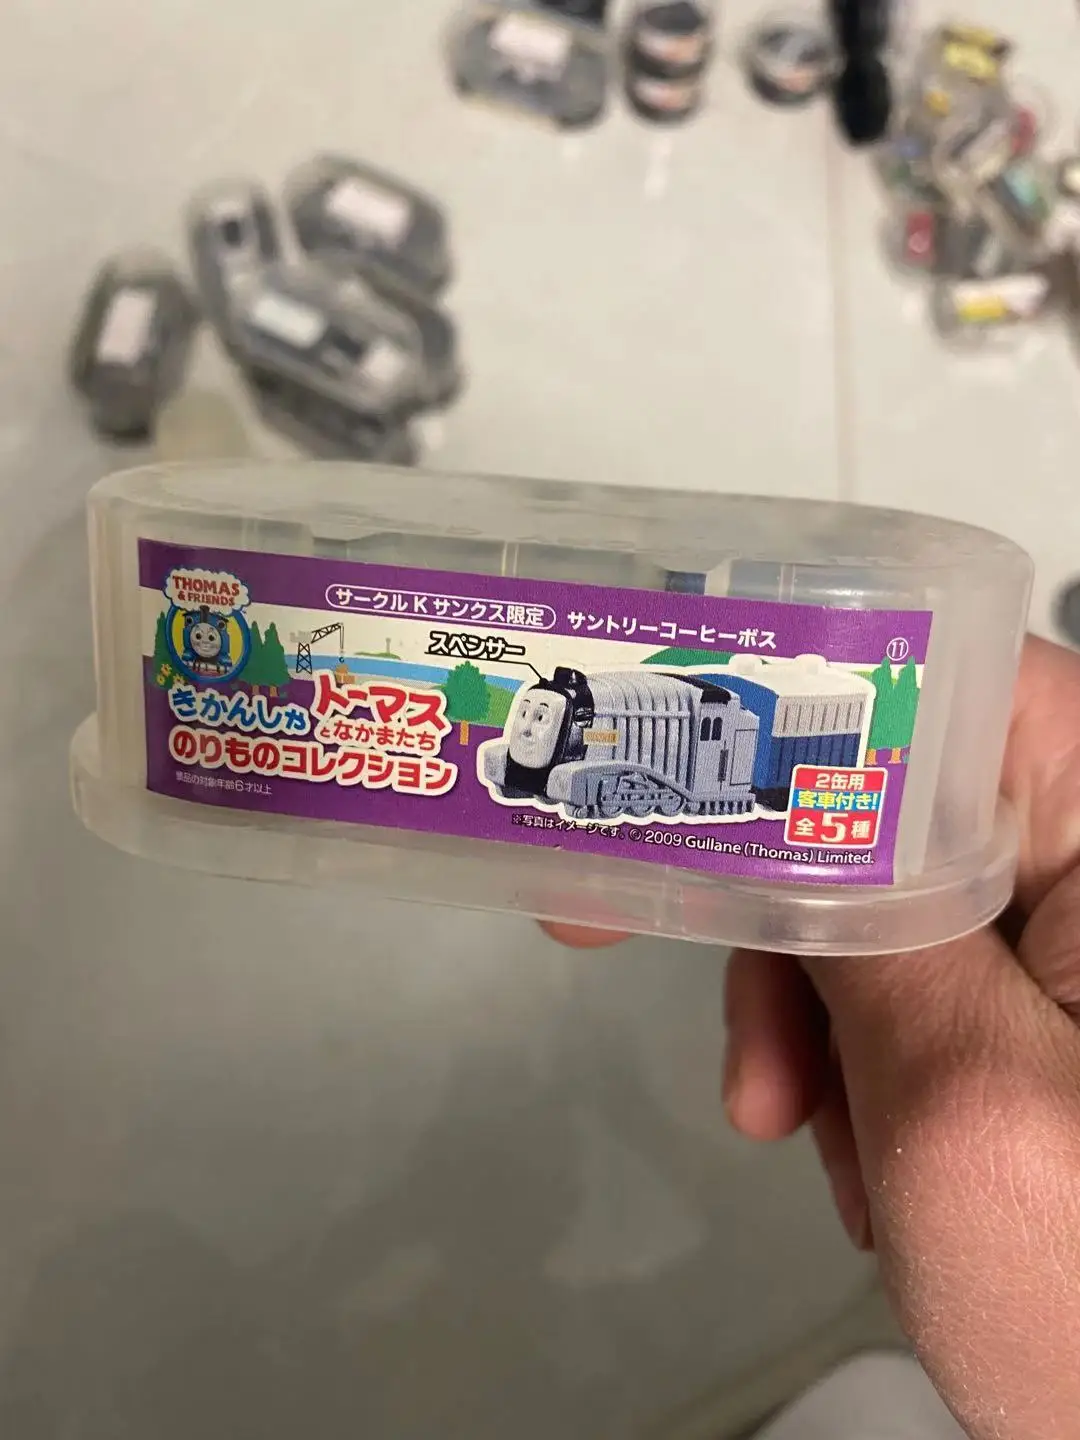 サークルKサンクス限定 サントリーコーヒーボス
⑪
THOMAS
& FRIENDS
スペンサー
きかんしゃ トーマス
となかまたち
のりものコレクション
景品の対象年齢6才以上
2缶用
客車付き!
全5種
※写真はイメージです。© 2009 Gullane (Thomas) Limited.